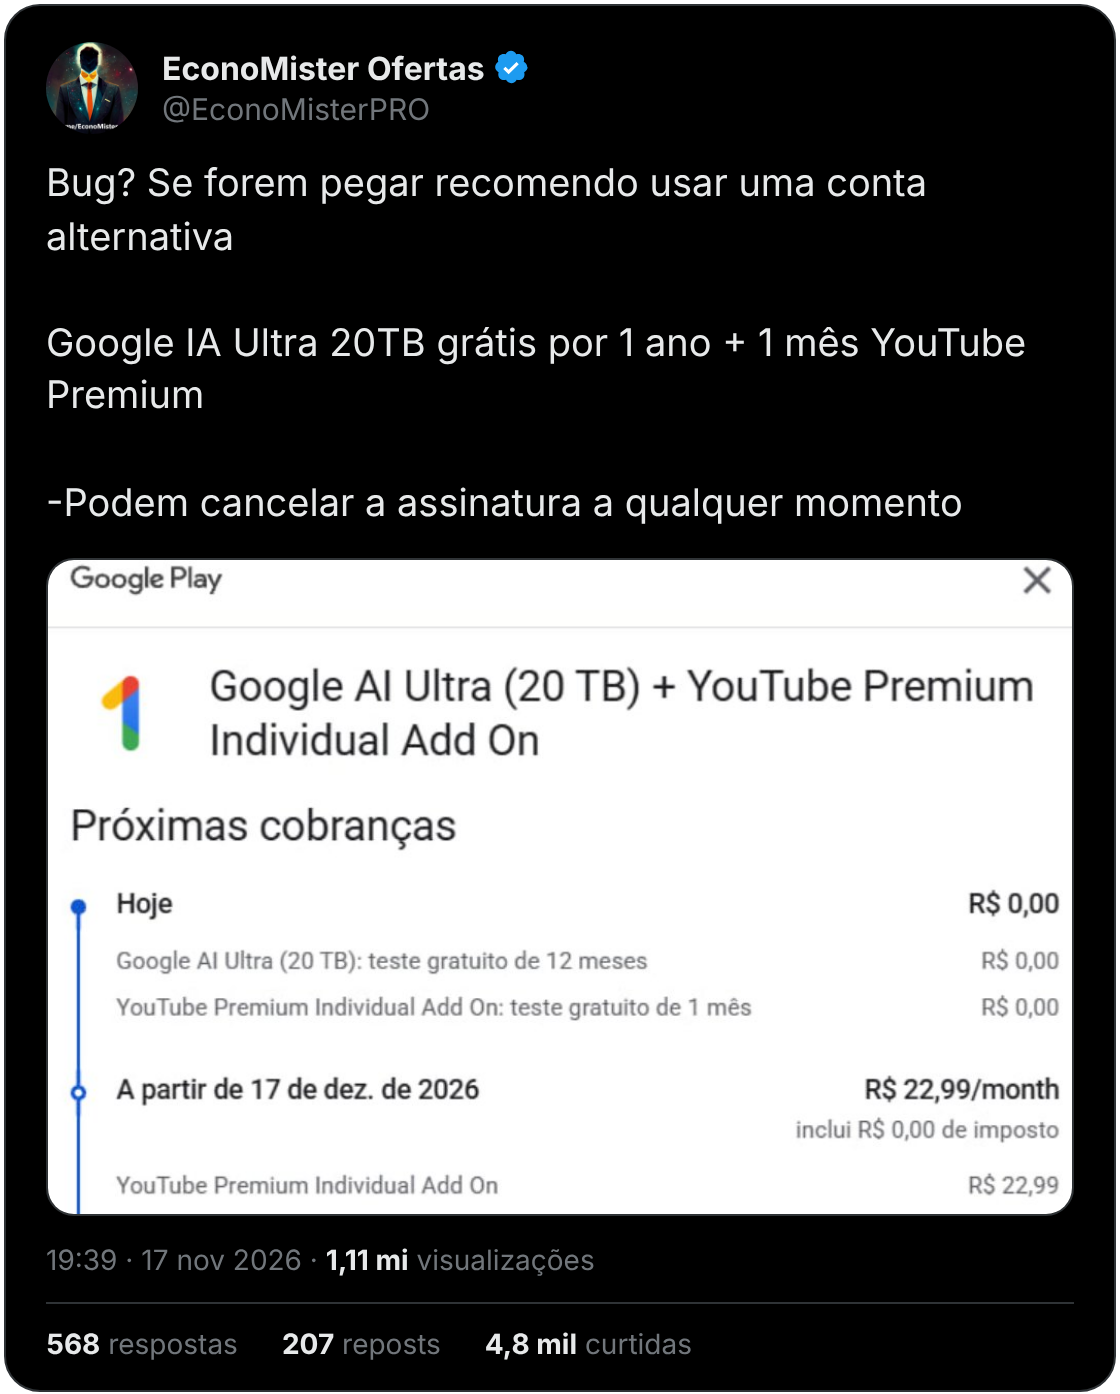 EconoMister Ofertas
@EconoMisterPRO
Bug? Se forem pegar recomendo usar uma conta
alternativa
Google IA Ultra 20TB grátis por 1 ano + 1 mês YouTube
Premium
-Podem cancelar a assinatura a qualquer momento
Google Play
Google AI Ultra (20 TB) + YouTube Premium
Individual Add On
Próximas cobranças
Hoje R$ 0,00
Google AI Ultra (20 TB): teste gratuito de 12 meses R$ 0,00
YouTube Premium Individual Add On: teste gratuito de 1 mês R$ 0,00
A partir de 17 de dez. de 2026 R$ 22,99/month
inclui R$ 0,00 de imposto
YouTube Premium Individual Add On R$ 22,99
19:39 · 17 nov 2026 · 1,11 mi visualizações
568 respostas 207 reposts 4,8 mil curtidas